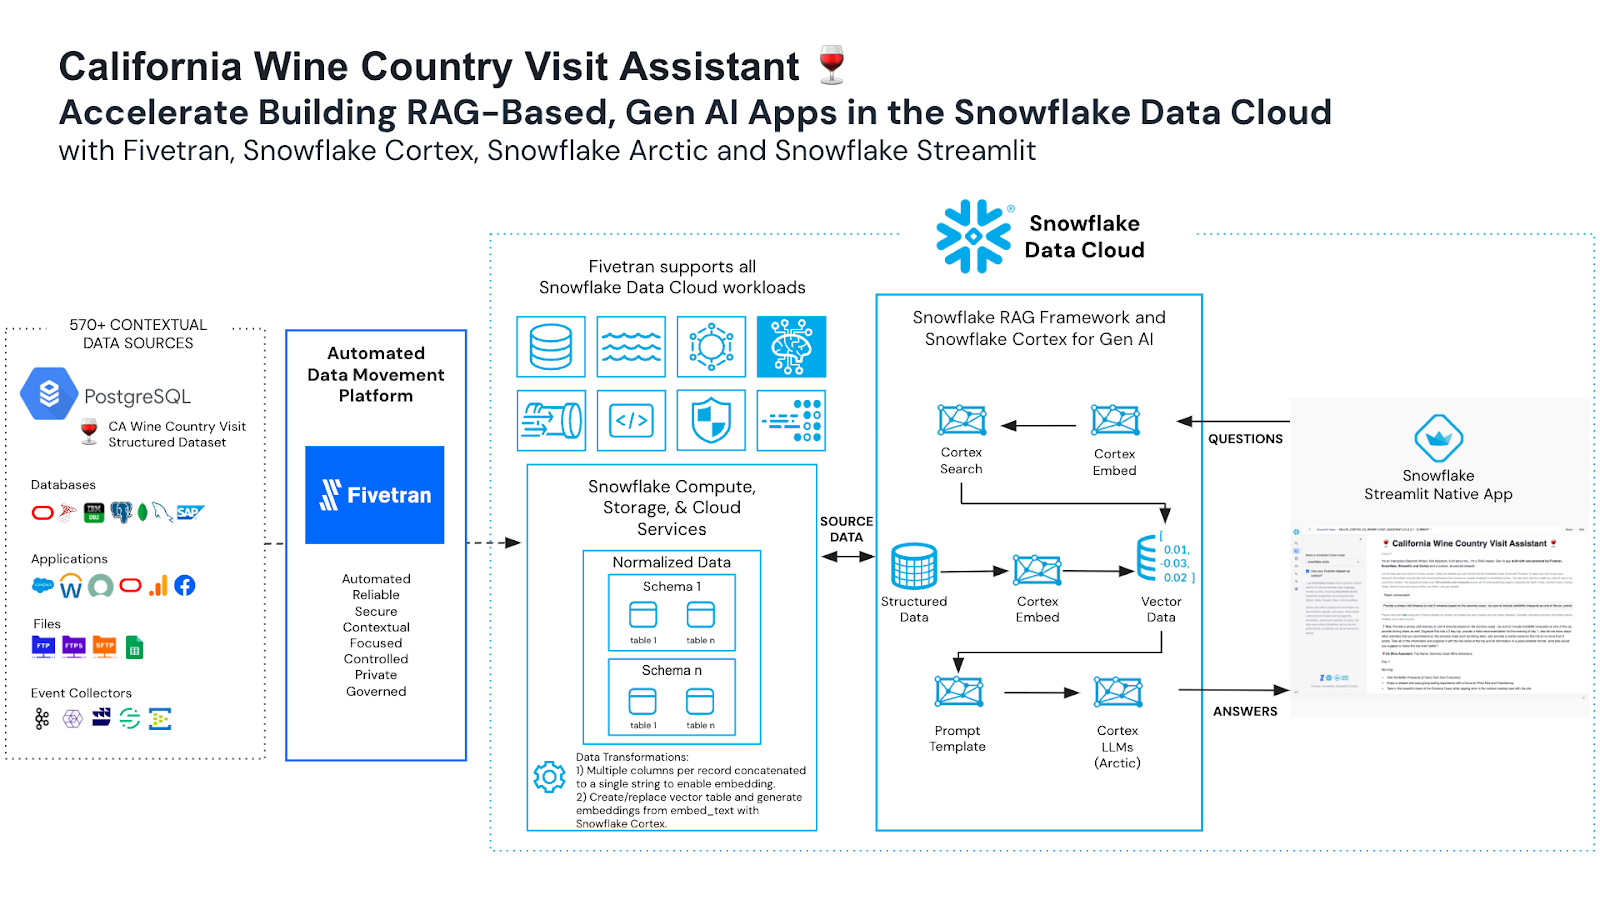 California Wine Country Visit Assistant 🍷
Accelerate Building RAG-Based, Gen AI Apps in the Snowflake Data Cloud
with Fivetran, Snowflake Cortex, Snowflake Arctic and Snowflake Streamlit
570+ CONTEXTUAL
DATA SOURCES
PostgreSQL
CA Wine Country Visit
Structured Dataset
Databases
IBM
DB2
SAP
Applications
Files
FTP
FTPS
SFTP
Event Collectors
Automated
Data Movement
Platform
Fivetran
Automated
Reliable
Secure
Contextual
Focused
Controlled
Private
Governed
Snowflake
Data Cloud
®
Fivetran supports all
Snowflake Data Cloud workloads
</>
Snowflake Compute,
Storage, & Cloud
Services
Normalized Data
Schema 1
table 1
table n
Schema n
table 1
table n
Data Transformations:
1) Multiple columns per record concatenated
to a single string to enable embedding.
2) Create/replace vector table and generate
embeddings from embed_text with
Snowflake Cortex.
SOURCE
DATA
Snowflake RAG Framework and
Snowflake Cortex for Gen AI
Cortex
Search
Cortex
Embed
Structured
Data
Cortex
Embed
[
0.01,
-0.03,
0.02 ]
Vector
Data
Prompt
Template
Cortex
LLMs
(Arctic)
QUESTIONS
ANSWERS
Snowflake
Streamlit Native App
California Wine Country Visit Assistant